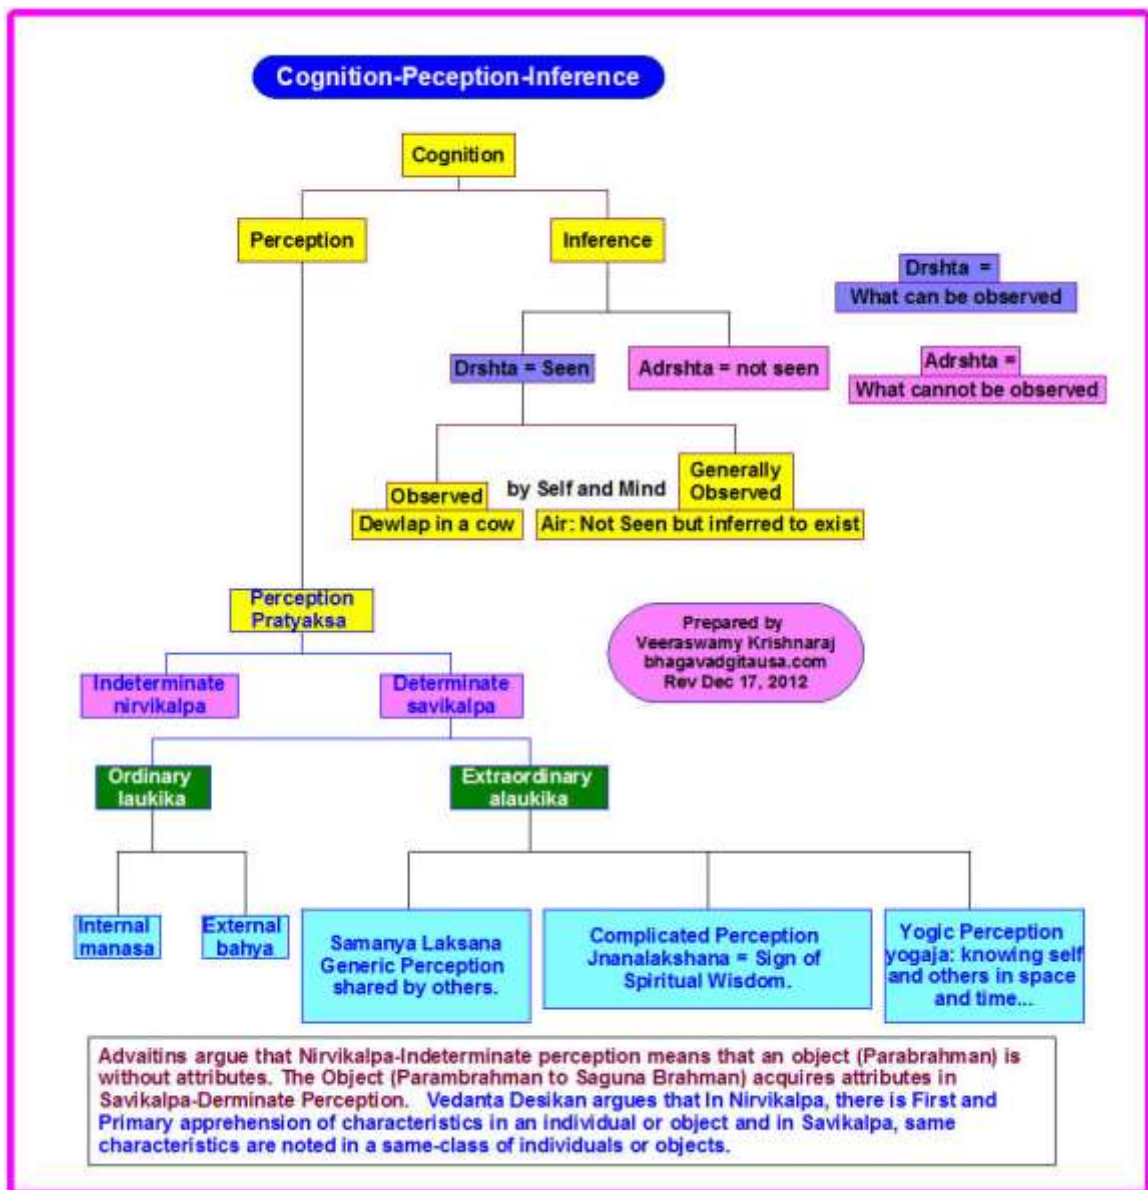 Cognition-Peception-Inference
Cognition
Perception
Inference
Drshta =
What can be observed
Drshta = Seen
Adrshta = not seen
Adrshta =
What cannot be observed
Observed
Dewlap in a cow
by Self and Mind
Generally
Observed
Air: Not Seen but inferred to exist
Perception
Pratyaksa
Prepared by
Veeraswamy Krishnaraj
bhagavadgitausa.com
Rev Dec 17, 2012
Indeterminate
nirvikalpa
Determinate
savikalpa
Ordinary
laukika
Extraordinary
alaukika
Internal
manasa
External
bahya
Samanya Laksana
Generic Perception
shared by others.
Complicated Perception
Jnanalakshana = Sign of
Spiritual Wisdom.
Yogic Perception
yogaja: knowing self
and others in space
and time...
Advaitins argue that Nirvikalpa-Indeterminate perception means that an object (Parabrahman) is
without attributes. The Object (Parambrahman to Saguna Brahman) acquires attributes in
Savikalpa-Derminate Perception. Vedanta Desikan argues that In Nirvikalpa, there is First and
Primary apprehension of characteristics in an individual or object and in Savikalpa, same
characteristics are noted in a same-class of individuals or objects.